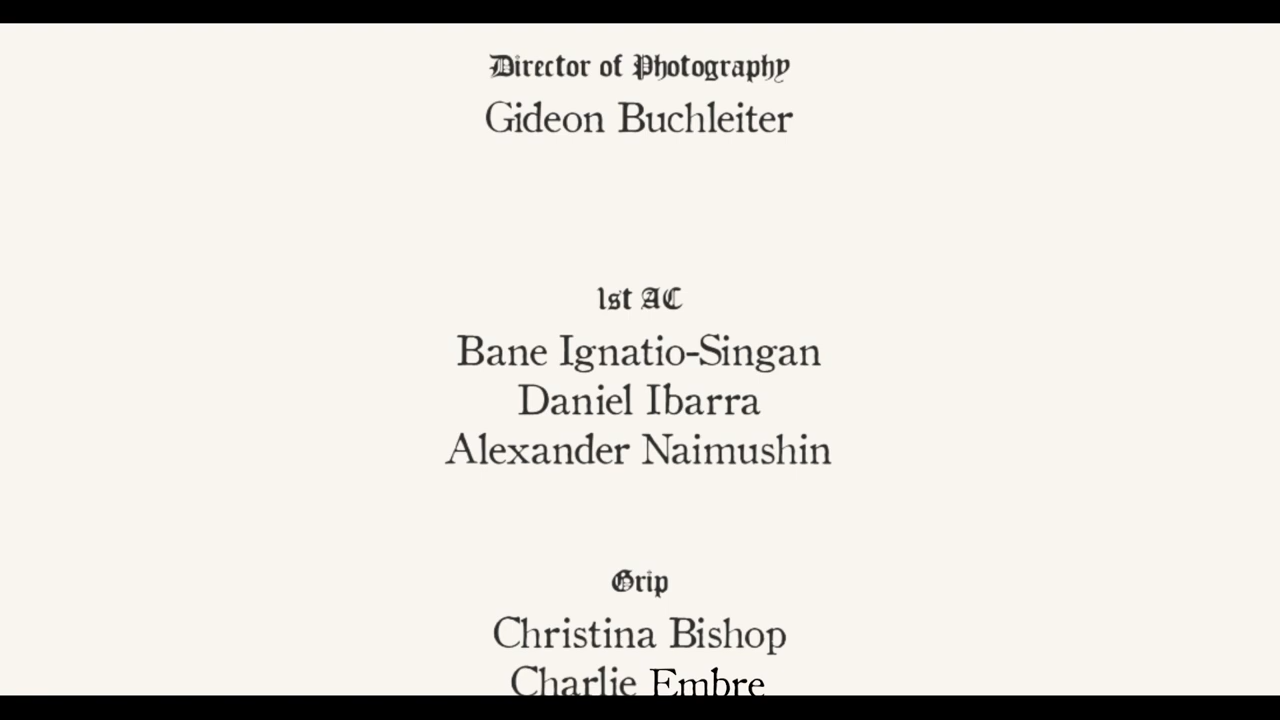 Director of Photography
Gideon Buchleiter
1st AC
Bane Ignatio-Singan
Daniel Ibarra
Alexander Naimushin
Grip
Christina Bishop
Charlie Embre